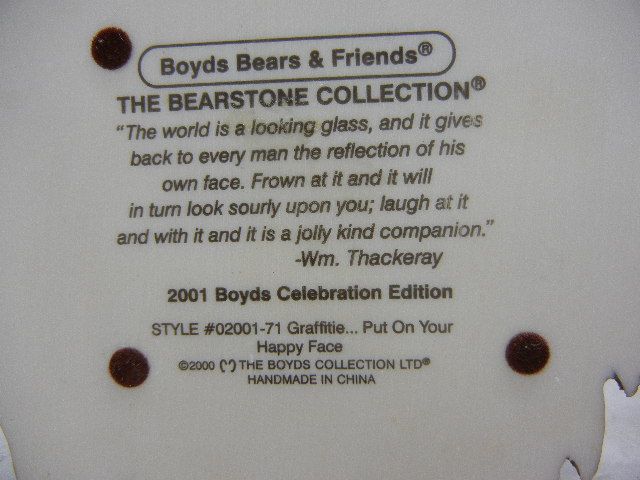 Boyds Bears & Friends®
THE BEARSTONE COLLECTION®
"The world is a looking glass, and it gives
back to every man the reflection of his
own face. Frown at it and it will
in turn look sourly upon you; laugh at it
and with it and it is a jolly kind companion."
-Wm. Thackeray
2001 Boyds Celebration Edition
STYLE #02001-71 Graffitie... Put On Your
Happy Face
©2000 THE BOYDS COLLECTION LTD®
HANDMADE IN CHINA